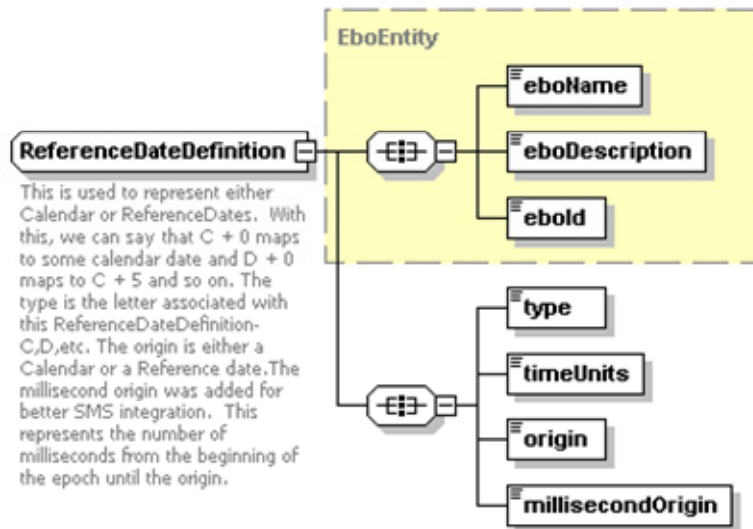 EboEntity
eboName
ReferenceDateDefinition
eboDescription
eboId
This is used to represent either
Calendar or ReferenceDates.  With
this, we can say that C + 0 maps
to some calendar date and D + 0
maps to C + 5 and so on. The
type is the letter associated with
this ReferenceDateDefinition-
C,D,etc. The origin is either a
Calendar or a Reference date.The
millisecond origin was added for
better SMS integration.  This
represents the number of
milliseconds from the beginning of
the epoch until the origin.
type
timeUnits
origin
millisecondOrigin